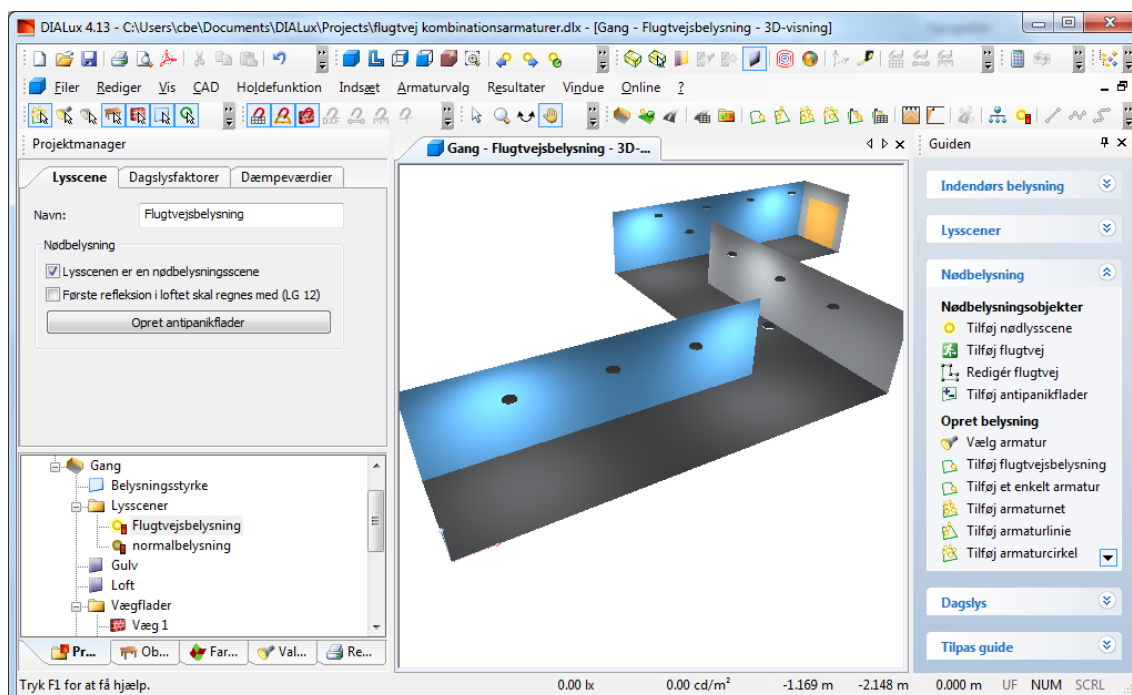 DIALux 4.13 - C:\Users\cbe\Documents\DIALux\Projects\flugtvej kombinationsarmaturer.dlx - [Gang - Flugtvejsbelysning - 3D-visning]
Filer Rediger Vis CAD Holdefunktion Indsæt Armaturvalg Resultater Vindue Online ?
Projektmanager
Lysscene Dagslysfaktorer Dæmpeværdier
Navn: Flugtvejsbelysning
Nødbelysning
Lysscenen er en nødbelysningsscene
Første refleksion i loftet skal regnes med (LG 12)
Opret antipanikflader
Gang
Belysningsstyrke
Lysscener
Flugtvejsbelysning
normalbelysning
Gulv
Loft
Vægflader
Væg 1
Pr... Ob... Far... Val... Re...
Gang - Flugtvejsbelysning - 3D-...
Guiden
Indendørs belysning
Lysscener
Nødbelysning
Nødbelysningsobjekter
Tilføj nødlysscene
Tilføj flugtvej
Redigér flugtvej
Tilføj antipanikflader
Opret belysning
Vælg armatur
Tilføj flugtvejsbelysning
Tilføj et enkelt armatur
Tilføj armaturnet
Tilføj armaturlinie
Tilføj armaturcirkel
Dagslys
Tilpas guide
Tryk F1 for at få hjælp. 0.00 lx 0.00 cd/m² -1.169 m -2.148 m 0.000 m UF NUM SCRL